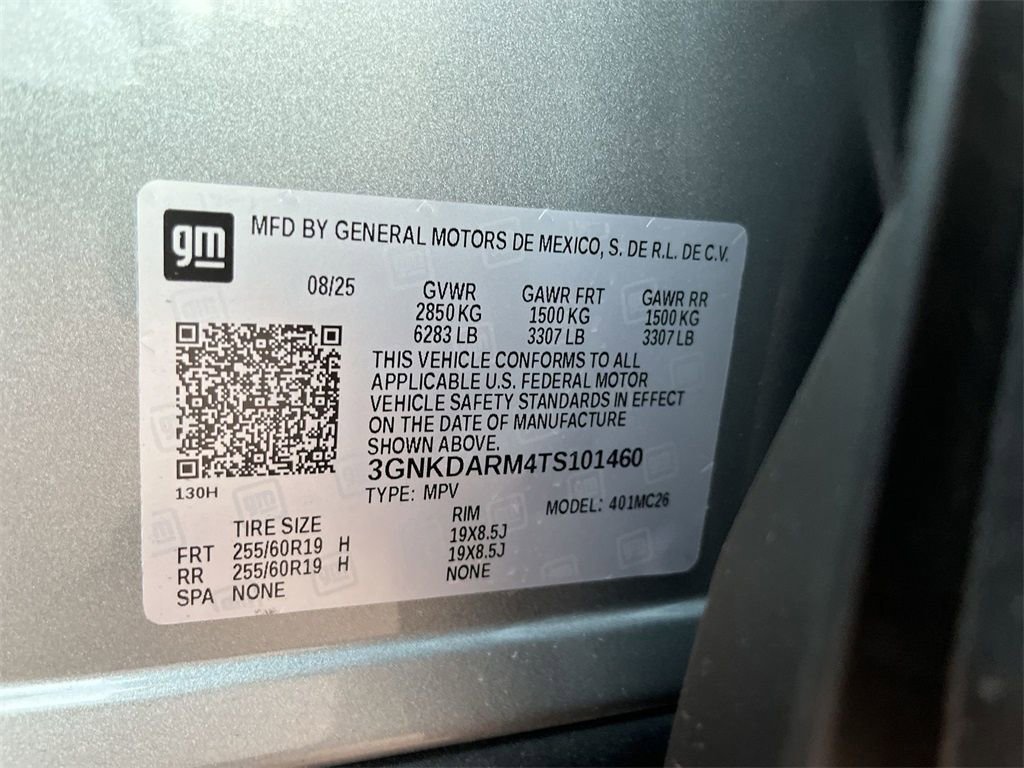 gm
MFD BY GENERAL MOTORS DE MEXICO, S. DE R.L. DE C.V.
08/25 GVWR GAWR FRT GAWR RR
2850 KG 1500 KG 1500 KG
6283 LB 3307 LB 3307 LB
THIS VEHICLE CONFORMS TO ALL
APPLICABLE U.S. FEDERAL MOTOR
VEHICLE SAFETY STANDARDS IN EFFECT
ON THE DATE OF MANUFACTURE
SHOWN ABOVE.
3GNKDARM4TS101460
130H
TYPE: MPV MODEL: 401MC26
TIRE SIZE RIM
FRT 255/60R19 H 19X8.5J
RR 255/60R19 H 19X8.5J
SPA NONE NONE